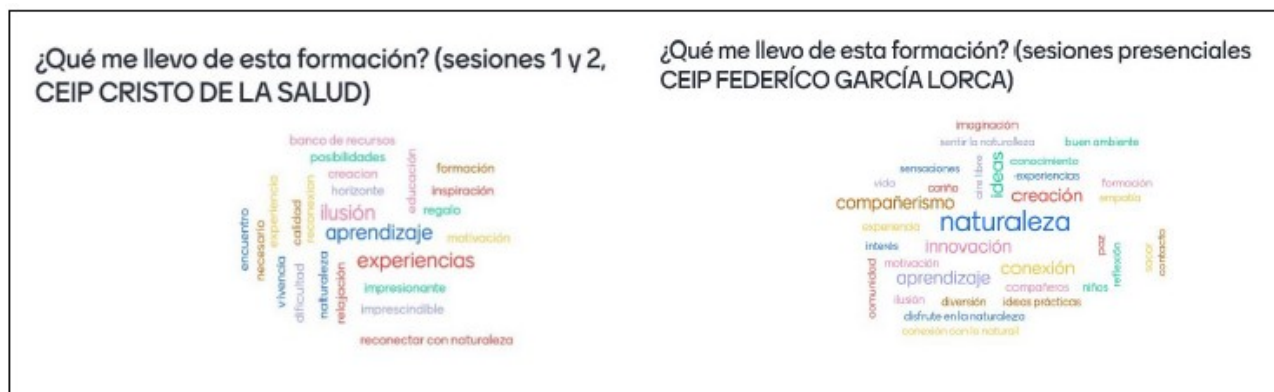 ¿Qué me llevo de esta formación? (sesiones 1 y 2,
CEIP CRISTO DE LA SALUD)
banco de recursos
posibilidades
creacion
horizonte
educación
formación
inspiración
ilusión
regalo
encuentro
necesario
experiencia
calidad
reconexion
aprendizaje
motivación
experiencias
vivencia
dificultad
naturaleza
relajación
impresionante
imprescindible
reconectar con naturaleza
¿Qué me llevo de esta formación? (sesiones presenciales
CEIP FEDERÍCO GARCÍA LORCA)
imaginación
sentir la naturaleza
buen ambiente
sensaciones
aire libre
ideas
conocimiento
experiencias
vida
cariño
creación
formación
empatía
compañerismo
naturaleza
experiencia
interés
innovación
paz
reflexión
sacar
contacto
comunidad
motivación
aprendizaje
conexión
compañeros
niños
ilusión
diversión
ideas prácticas
disfrute en la naturaleza
conexión con lo natural